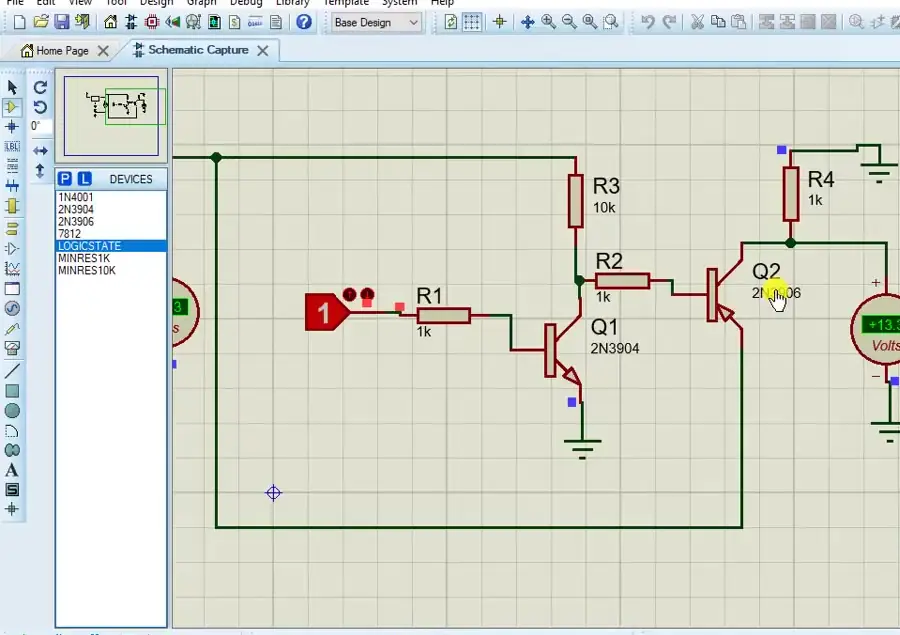 File Edit View Tool Design Graph Debug Library Template System Help
Base Design
Home Page
Schematic Capture
0°
LBL
P L DEVICES
1N4001
2N3904
2N3906
7812
LOGICSTATE
MINRES1K
MINRES10K
A
S
R3
10k
R4
1k
R2
1k
Q2
R1
1k
1
Q1
2N3904
3
s
+
+13.3
Volts
−